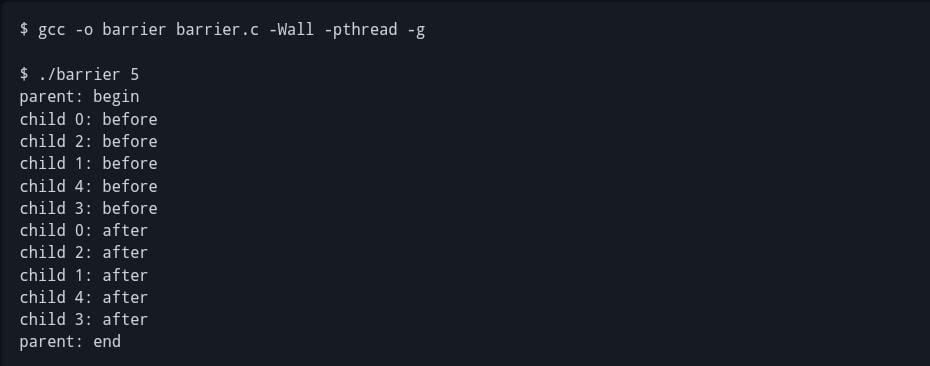 $ gcc -o barrier barrier.c -Wall -pthread -g
$ ./barrier 5
parent: begin
child 0: before
child 2: before
child 1: before
child 4: before
child 3: before
child 0: after
child 2: after
child 1: after
child 4: after
child 3: after
parent: end